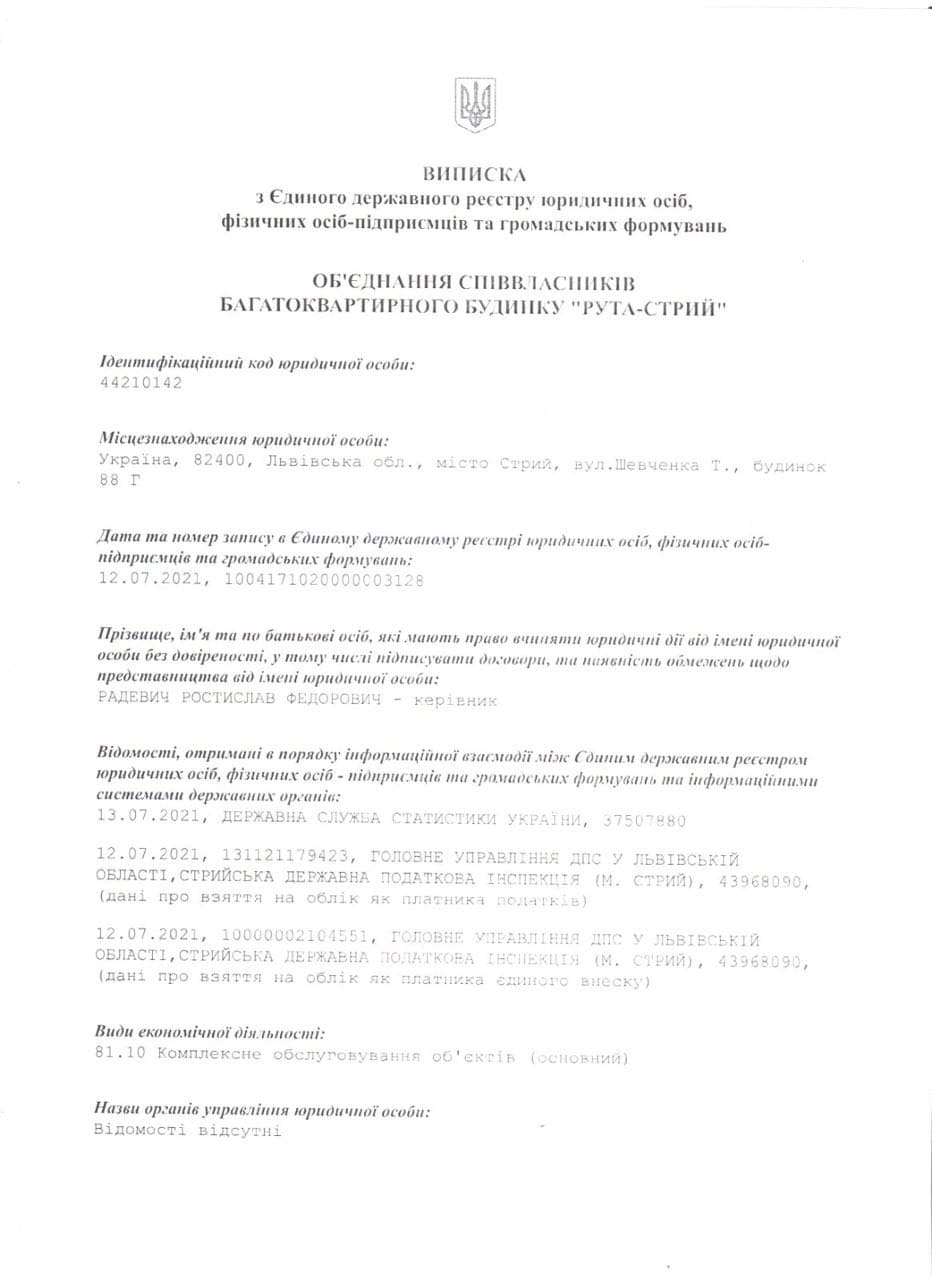 ВИПИСКА
з Єдиного державного реєстру юридичних осіб,
фізичних осіб-підприємців та громадських формувань
ОБ'ЄДНАННЯ СПІВВЛАСНИКІВ
БАГАТОКВАРТИРНОГО БУДИНКУ "РУТА-СТРИЙ"
Ідентифікаційний код юридичної особи:
44210142
Місцезнаходження юридичної особи:
Україна, 82400, Львівська обл., місто Стрий, вул.Шевченка Т., будинок
88 Г
Дата та номер запису в Єдиному державному реєстрі юридичних осіб, фізичних осіб-
підприємців та громадських формувань:
12.07.2021, 1004171020000003128
Прізвище, ім'я та по батькові осіб, які мають право вчиняти юридичні дії від імені юридичної
особи без довіреності, у тому числі підписувати договори, та наявність обмежень щодо
представництва від імені юридичної особи:
РАДЕВИЧ РОСТИСЛАВ ФЕДОРОВИЧ – керівник
Відомості, отримані в порядку інформаційної взаємодії між Єдиним державним реєстром
юридичних осіб, фізичних осіб - підприємців та громадських формувань та інформаційними
системами державних органів:
13.07.2021, ДЕРЖАВНА СЛУЖБА СТАТИСТИКИ УКРАЇНИ, 37507880
12.07.2021, 131121179423, ГОЛОВНЕ УПРАВЛІННЯ ДПС У ЛЬВІВСЬКІЙ
ОБЛАСТІ,СТРИЙСЬКА ДЕРЖАВНА ПОДАТКОВА ІНСПЕКЦІЯ (М. СТРИЙ), 43968090,
(дані про взяття на облік як платника податків)
12.07.2021, 10000002104551, ГОЛОВНЕ УПРАВЛІННЯ ДПС У ЛЬВІВСЬКІЙ
ОБЛАСТІ,СТРИЙСЬКА ДЕРЖАВНА ПОДАТКОВА ІНСПЕКЦІЯ (М. СТРИЙ), 43968090,
(дані про взяття на облік як платника єдиного внеску)
Види економічної діяльності:
81.10 Комплексне обслуговування об'єктів (основний)
Назви органів управління юридичної особи:
Відомості відсутні